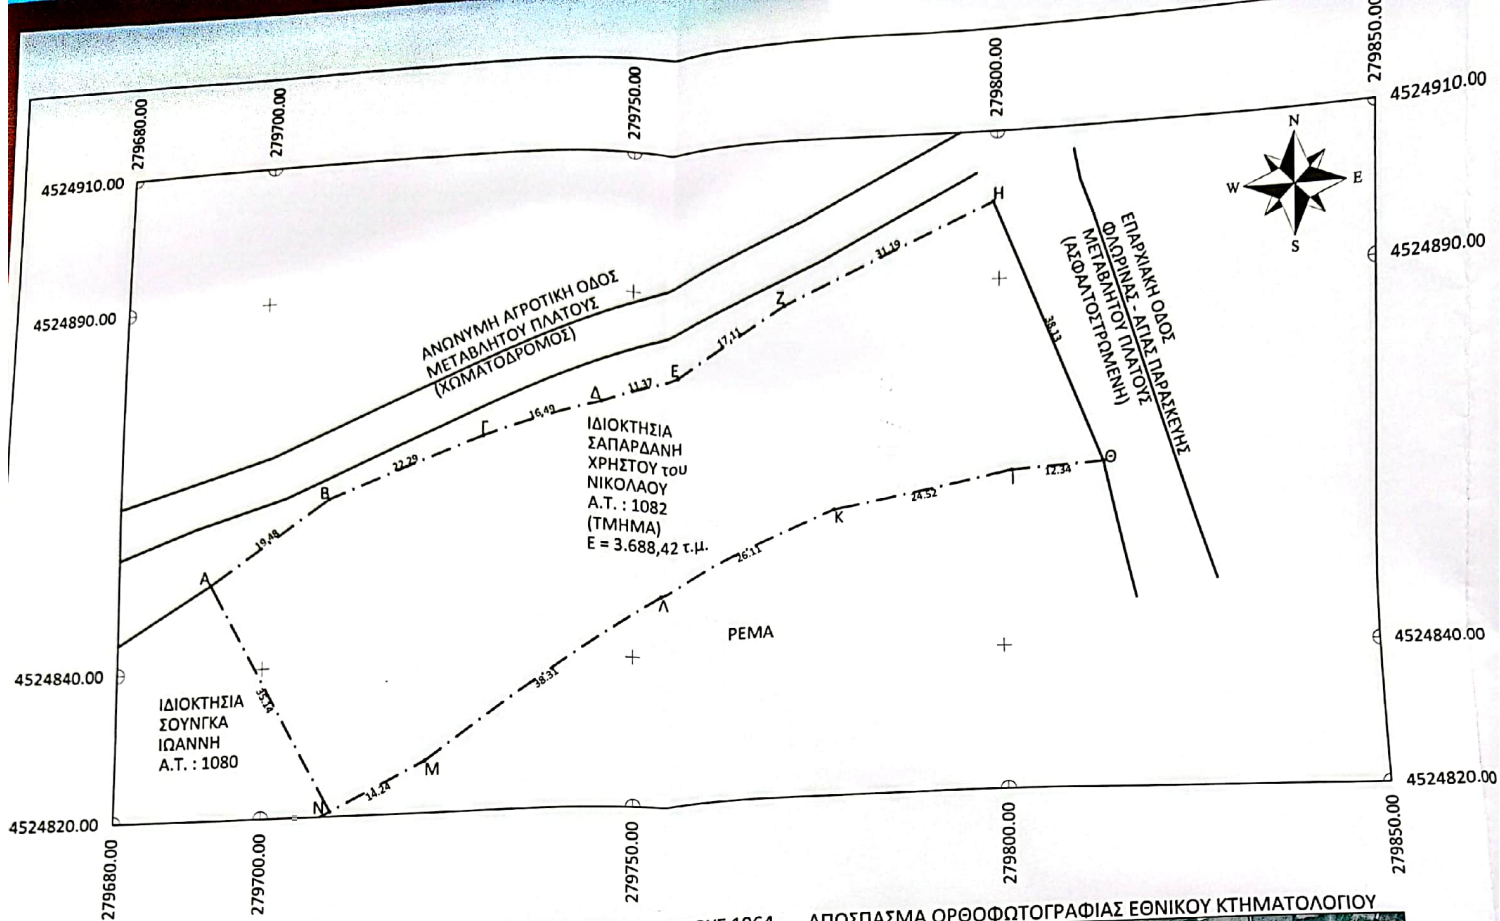 279680.00
279700.00
279750.00
279800.00
279850.00
4524910.00
4524910.00
N
W
E
S
Η
31.19
4524890.00
4524890.00
ΑΝΩΝΥΜΗ ΑΓΡΟΤΙΚΗ ΟΔΟΣ
ΜΕΤΑΒΛΗΤΟΥ ΠΛΑΤΟΥΣ
(ΧΩΜΑΤΟΔΡΟΜΟΣ)
ΕΠΑΡΧΙΑΚΗ ΟΔΟΣ
ΦΛΩΡΙΝΑΣ - ΑΓΙΑΣ ΠΑΡΑΣΚΕΥΗΣ
ΜΕΤΑΒΛΗΤΟΥ ΠΛΑΤΟΥΣ
(ΑΣΦΑΛΤΟΣΤΡΩΜΕΝΗ)
Ζ
38.13
17.11
Ε
11.37
Δ
16.49
Γ
22.29
Β
19.48
Α
ΙΔΙΟΚΤΗΣΙΑ
ΣΑΠΑΡΔΑΝΗ
ΧΡΗΣΤΟΥ του
ΝΙΚΟΛΑΟΥ
Α.Τ. : 1082
(ΤΜΗΜΑ)
Ε = 3.688,42 τ.μ.
Θ
12.34
Ι
24.52
Κ
26.11
Λ
ΡΕΜΑ
38.31
4524840.00
4524840.00
35.14
ΙΔΙΟΚΤΗΣΙΑ
ΣΟΥΝΓΚΑ
ΙΩΑΝΝΗ
Α.Τ. : 1080
Μ
14.24
Ν
4524820.00
4524820.00
279680.00
279700.00
279750.00
279800.00
279850.00
1964
ΑΠΟΣΠΑΣΜΑ ΟΡΘΟΦΩΤΟΓΡΑΦΙΑΣ ΕΘΝΙΚΟΥ ΚΤΗΜΑΤΟΛΟΓΙΟΥ